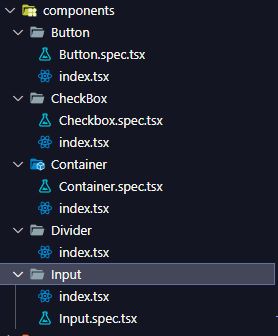 components
Button
Button.spec.tsx
index.tsx
CheckBox
Checkbox.spec.tsx
index.tsx
Container
Container.spec.tsx
index.tsx
Divider
index.tsx
Input
index.tsx
Input.spec.tsx